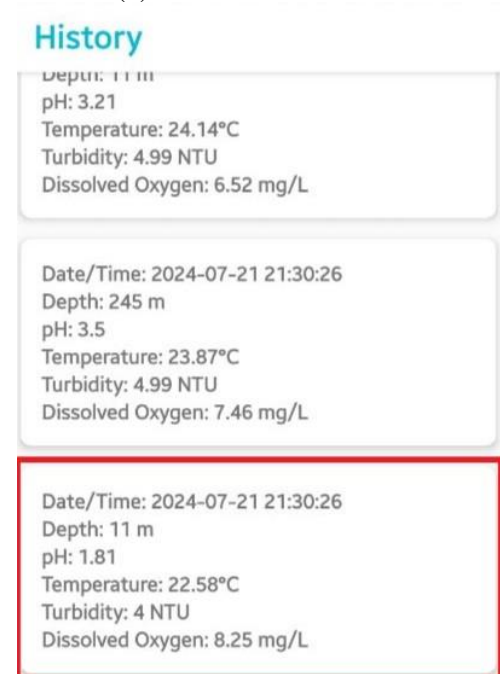 History
Depth: 11 m
pH: 3.21
Temperature: 24.14°C
Turbidity: 4.99 NTU
Dissolved Oxygen: 6.52 mg/L
Date/Time: 2024-07-21 21:30:26
Depth: 245 m
pH: 3.5
Temperature: 23.87°C
Turbidity: 4.99 NTU
Dissolved Oxygen: 7.46 mg/L
Date/Time: 2024-07-21 21:30:26
Depth: 11 m
pH: 1.81
Temperature: 22.58°C
Turbidity: 4 NTU
Dissolved Oxygen: 8.25 mg/L